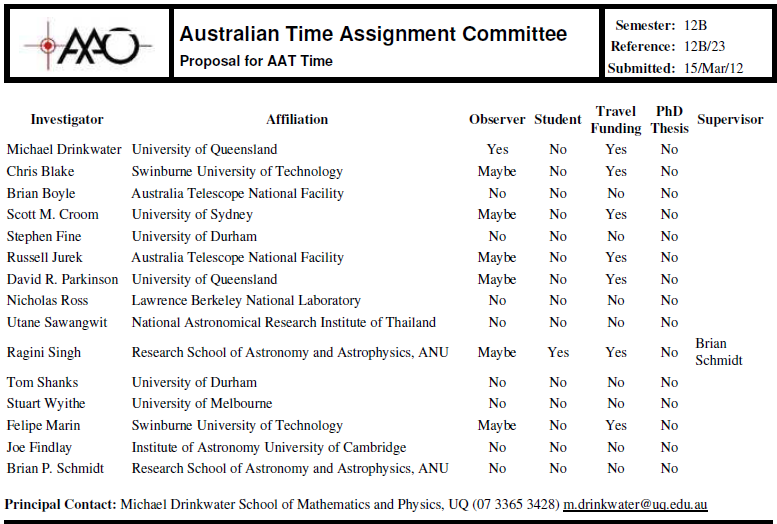 AAO
Australian Time Assignment Committee
Proposal for AAT Time
Semester: 12B
Reference: 12B/23
Submitted: 15/Mar/12
Investigator Affiliation Observer Student Travel Funding PhD Thesis Supervisor
Michael Drinkwater University of Queensland Yes No Yes No
Chris Blake Swinburne University of Technology Maybe No Yes No
Brian Boyle Australia Telescope National Facility No No No No
Scott M. Croom University of Sydney Maybe No Yes No
Stephen Fine University of Durham No No No No
Russell Jurek Australia Telescope National Facility Maybe No Yes No
David R. Parkinson University of Queensland Maybe No Yes No
Nicholas Ross Lawrence Berkeley National Laboratory No No No No
Utane Sawangwit National Astronomical Research Institute of Thailand No No No No
Ragini Singh Research School of Astronomy and Astrophysics, ANU Maybe Yes Yes No Brian Schmidt
Tom Shanks University of Durham No No No No
Stuart Wyithe University of Melbourne No No No No
Felipe Marin Swinburne University of Technology Maybe No Yes No
Joe Findlay Institute of Astronomy University of Cambridge No No No No
Brian P. Schmidt Research School of Astronomy and Astrophysics, ANU No No No No
Principal Contact: Michael Drinkwater School of Mathematics and Physics, UQ (07 3365 3428) m.drinkwater@uq.edu.au